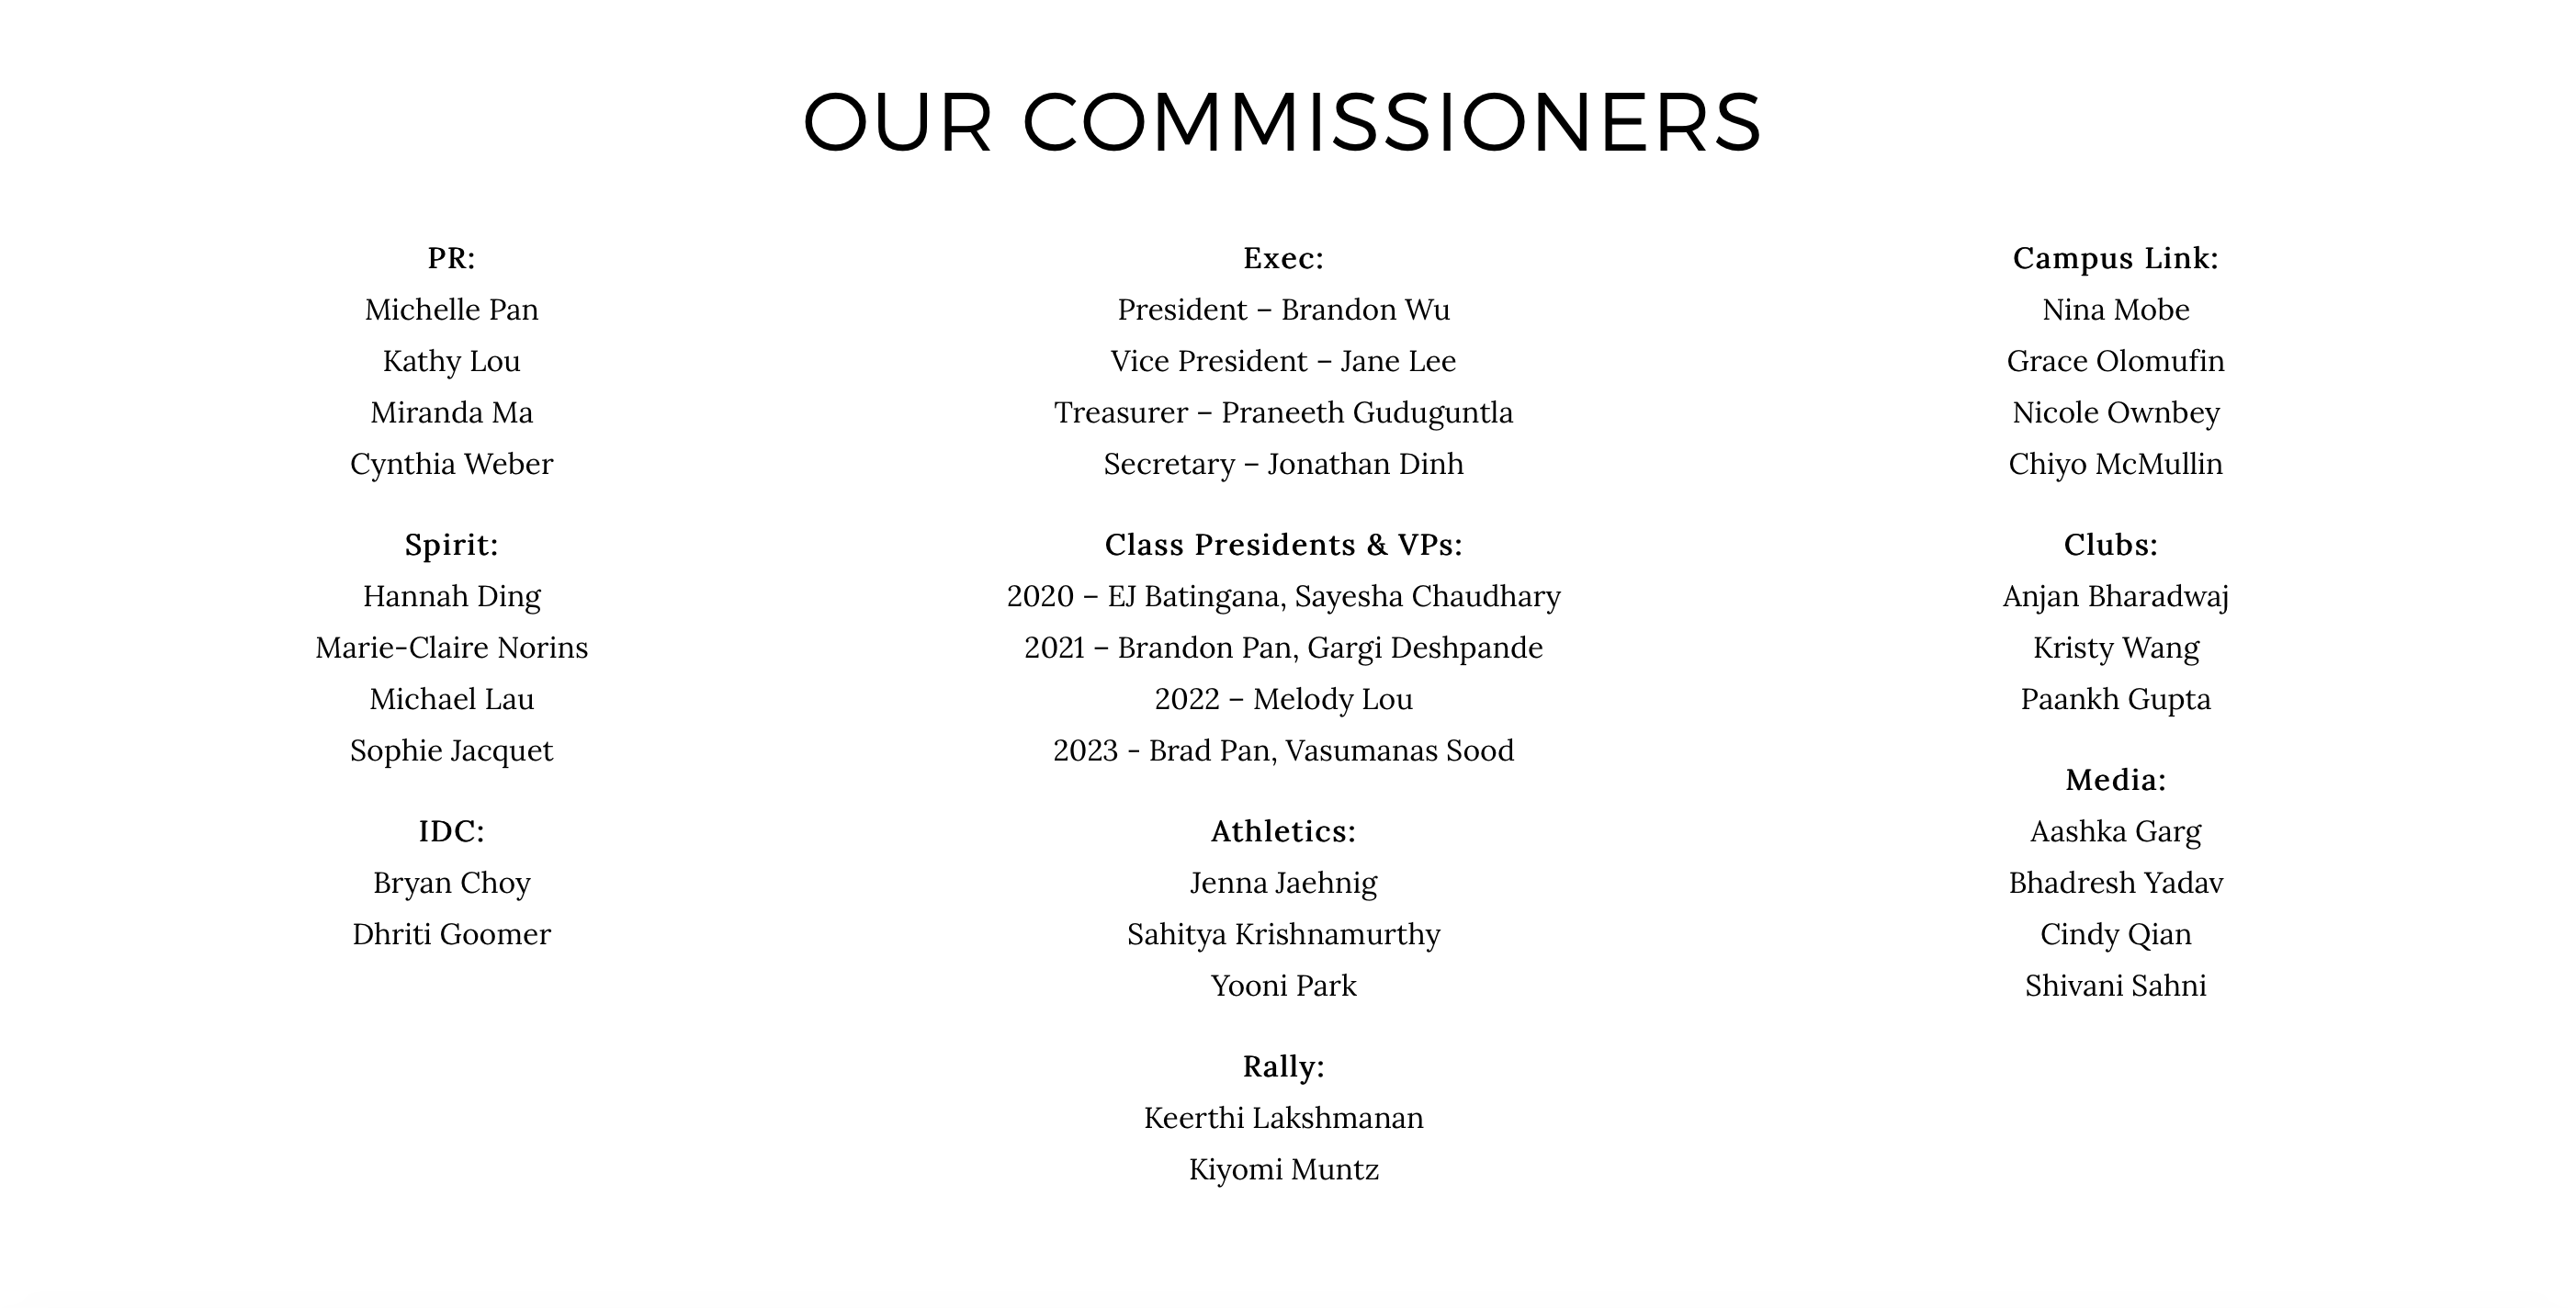 OUR COMMISSIONERS
PR:
Michelle Pan
Kathy Lou
Miranda Ma
Cynthia Weber
Spirit:
Hannah Ding
Marie-Claire Norins
Michael Lau
Sophie Jacquet
IDC:
Bryan Choy
Dhriti Goomer
Exec:
President – Brandon Wu
Vice President – Jane Lee
Treasurer – Praneeth Guduguntla
Secretary – Jonathan Dinh
Class Presidents & VPs:
2020 – EJ Batingana, Sayesha Chaudhary
2021 – Brandon Pan, Gargi Deshpande
2022 – Melody Lou
2023 - Brad Pan, Vasumanas Sood
Athletics:
Jenna Jaehnig
Sahitya Krishnamurthy
Yooni Park
Rally:
Keerthi Lakshmanan
Kiyomi Muntz
Campus Link:
Nina Mobe
Grace Olomufin
Nicole Ownbey
Chiyo McMullin
Clubs:
Anjan Bharadwaj
Kristy Wang
Paankh Gupta
Media:
Aashka Garg
Bhadresh Yadav
Cindy Qian
Shivani Sahni